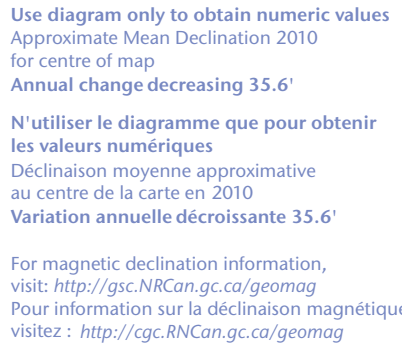 Use diagram only to obtain numeric values
Approximate Mean Declination 2010
for centre of map
Annual change decreasing 35.6'
N'utiliser le diagramme que pour obtenir
les valeurs numériques
Déclinaison moyenne approximative
au centre de la carte en 2010
Variation annuelle décroissante 35.6'
For magnetic declination information,
visit: http://gsc.NRCan.gc.ca/geomag
Pour information sur la déclinaison magnétique
visitez : http://cgc.RNCan.gc.ca/geomag